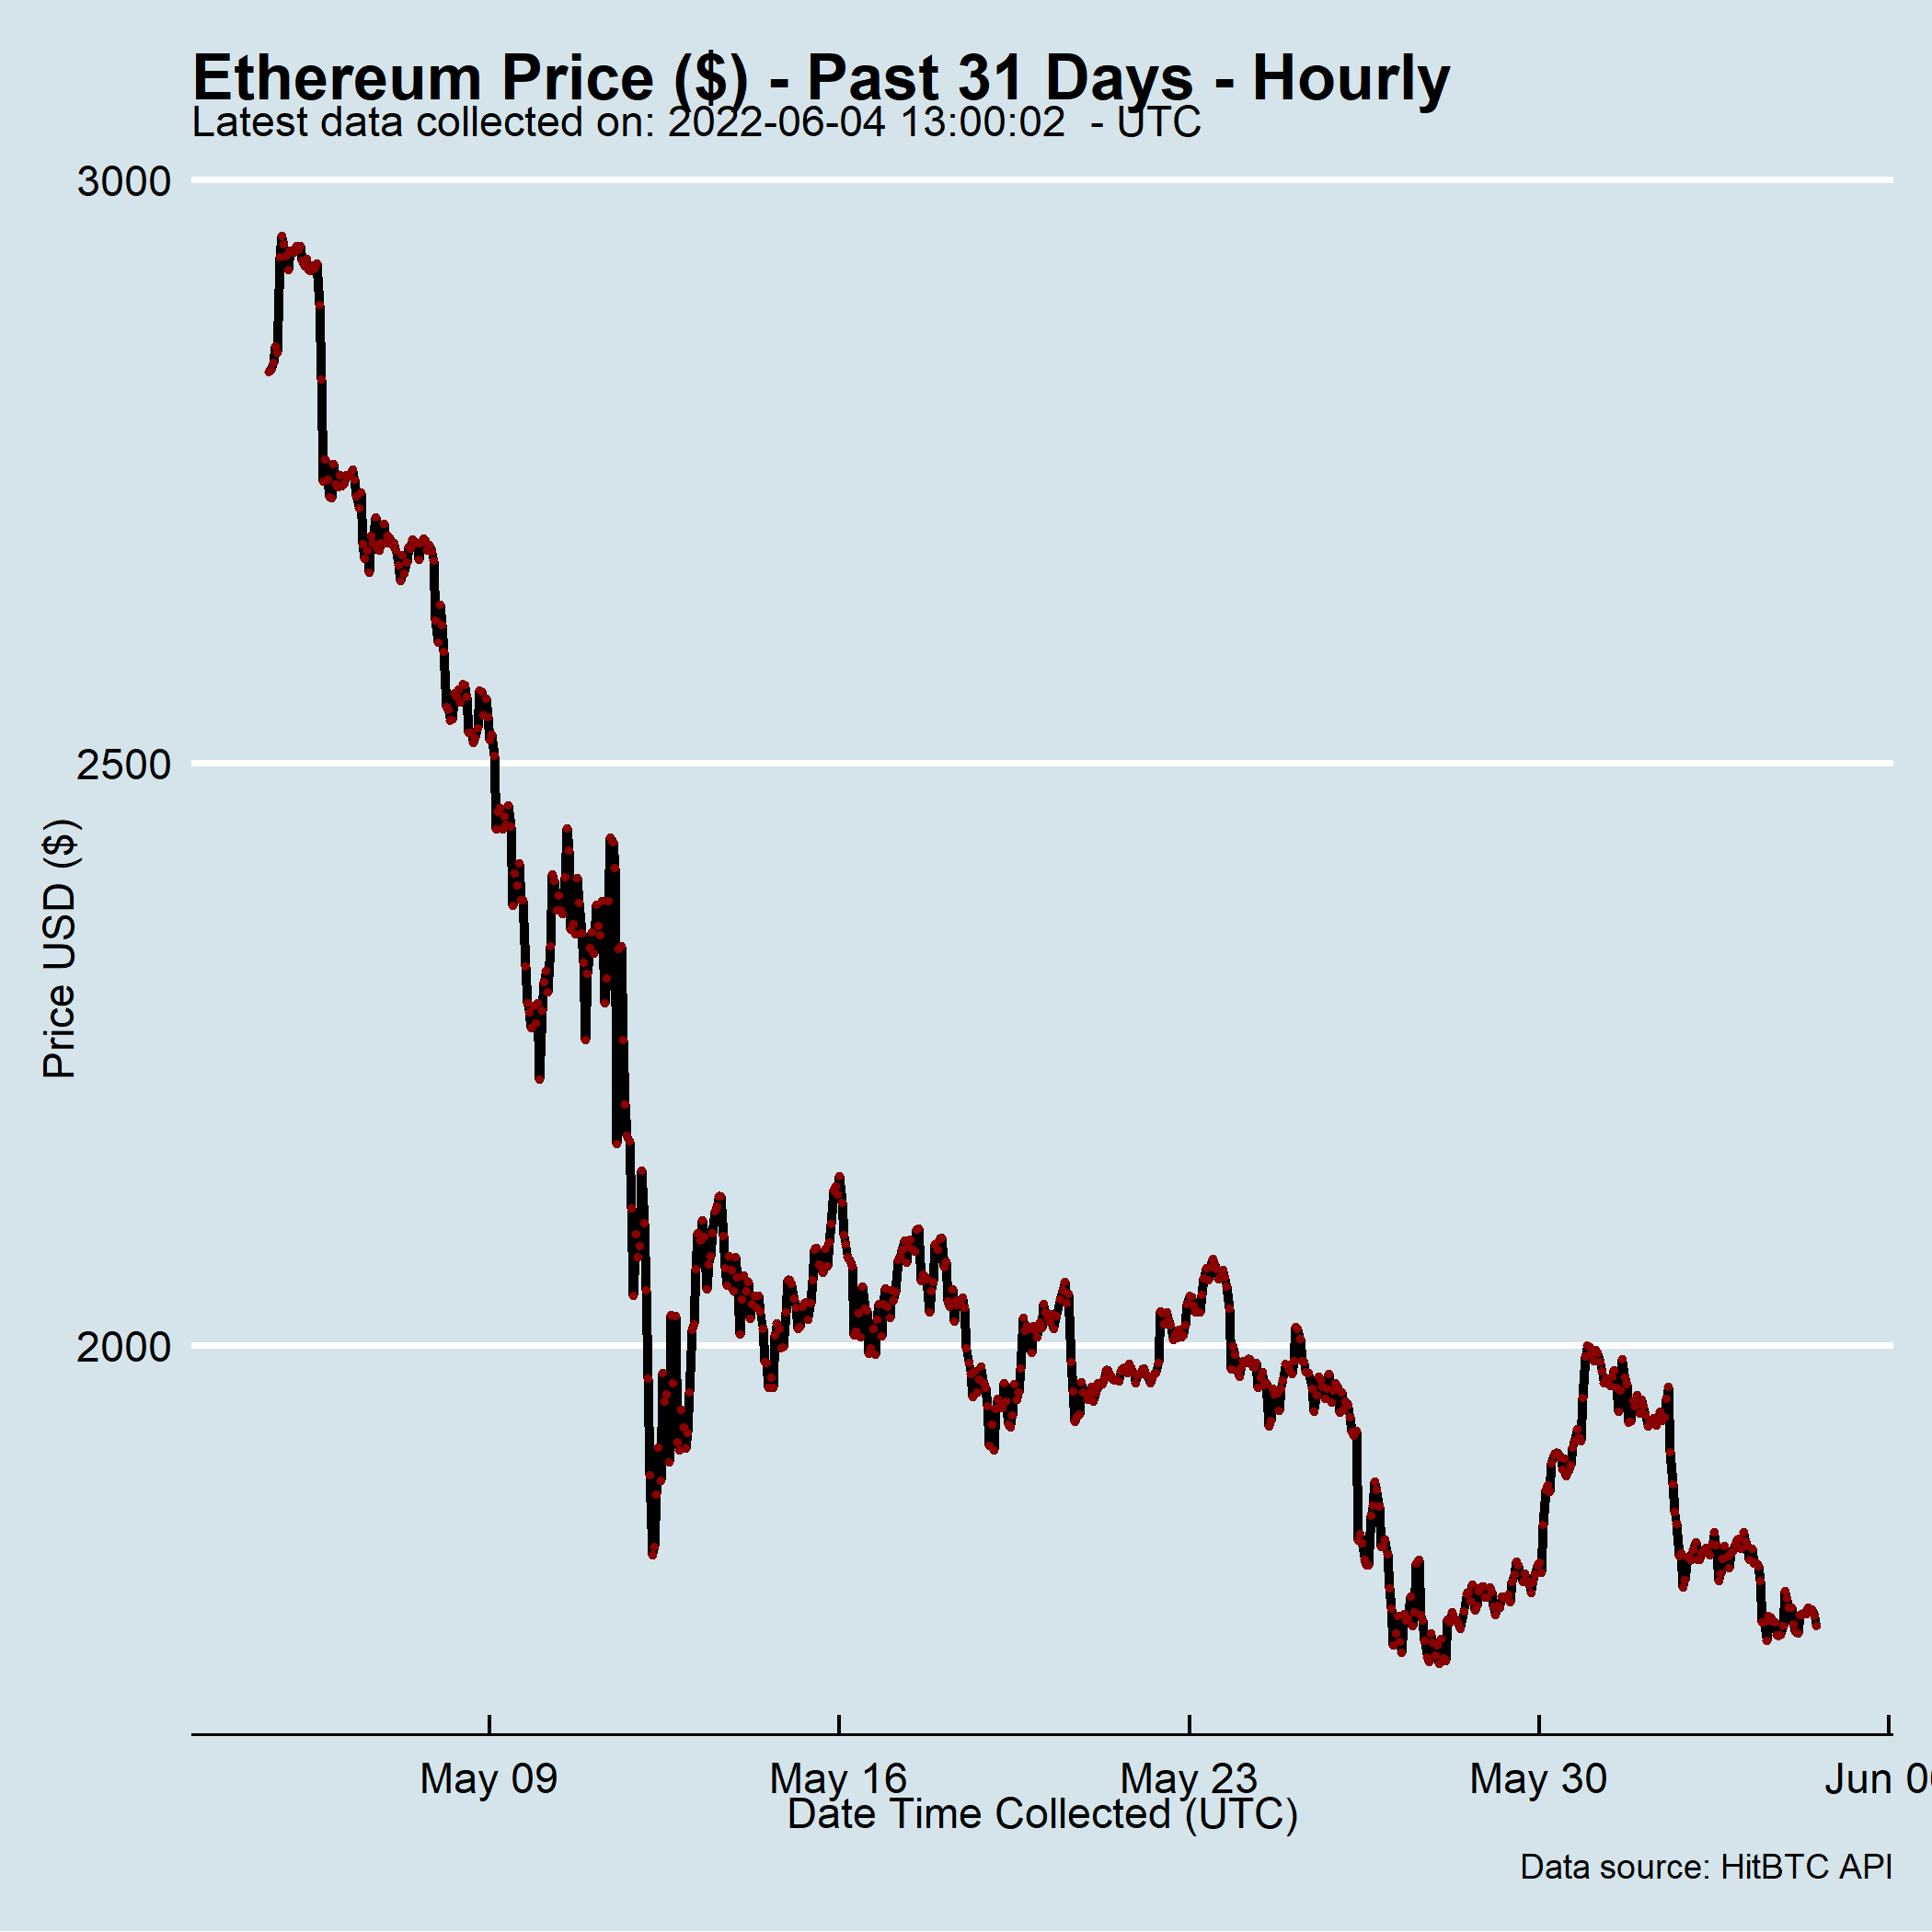 Ethereum Price ($) - Past 31 Days - Hourly
Latest data collected on: 2022-06-04 13:00:02  - UTC
3000
2500
2000
Price USD ($)
May 09
May 16
May 23
May 30
Jun 0
Date Time Collected (UTC)
Data source: HitBTC API